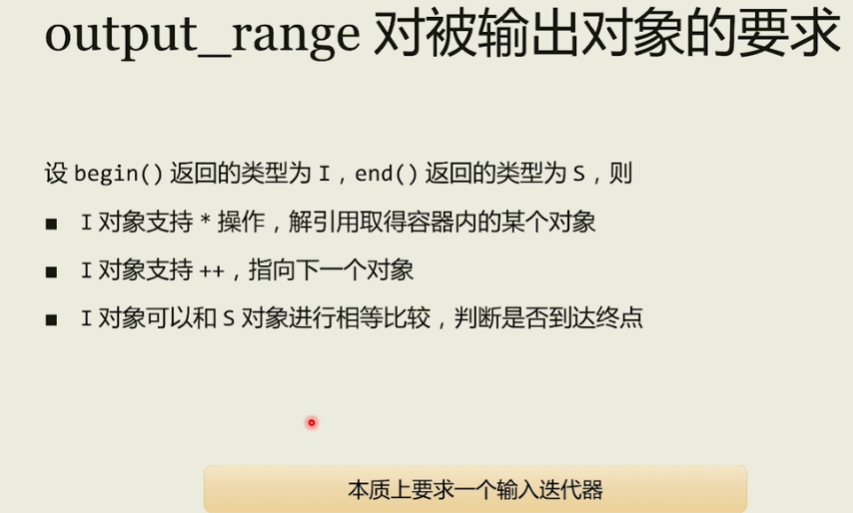 output_range 对被输出对象的要求
设 begin() 返回的类型为 I，end() 返回的类型为 S，则
■ I 对象支持 * 操作，解引用取得容器内的某个对象
■ I 对象支持 ++，指向下一个对象
■ I 对象可以和 S 对象进行相等比较，判断是否到达终点
本质上要求一个输入迭代器